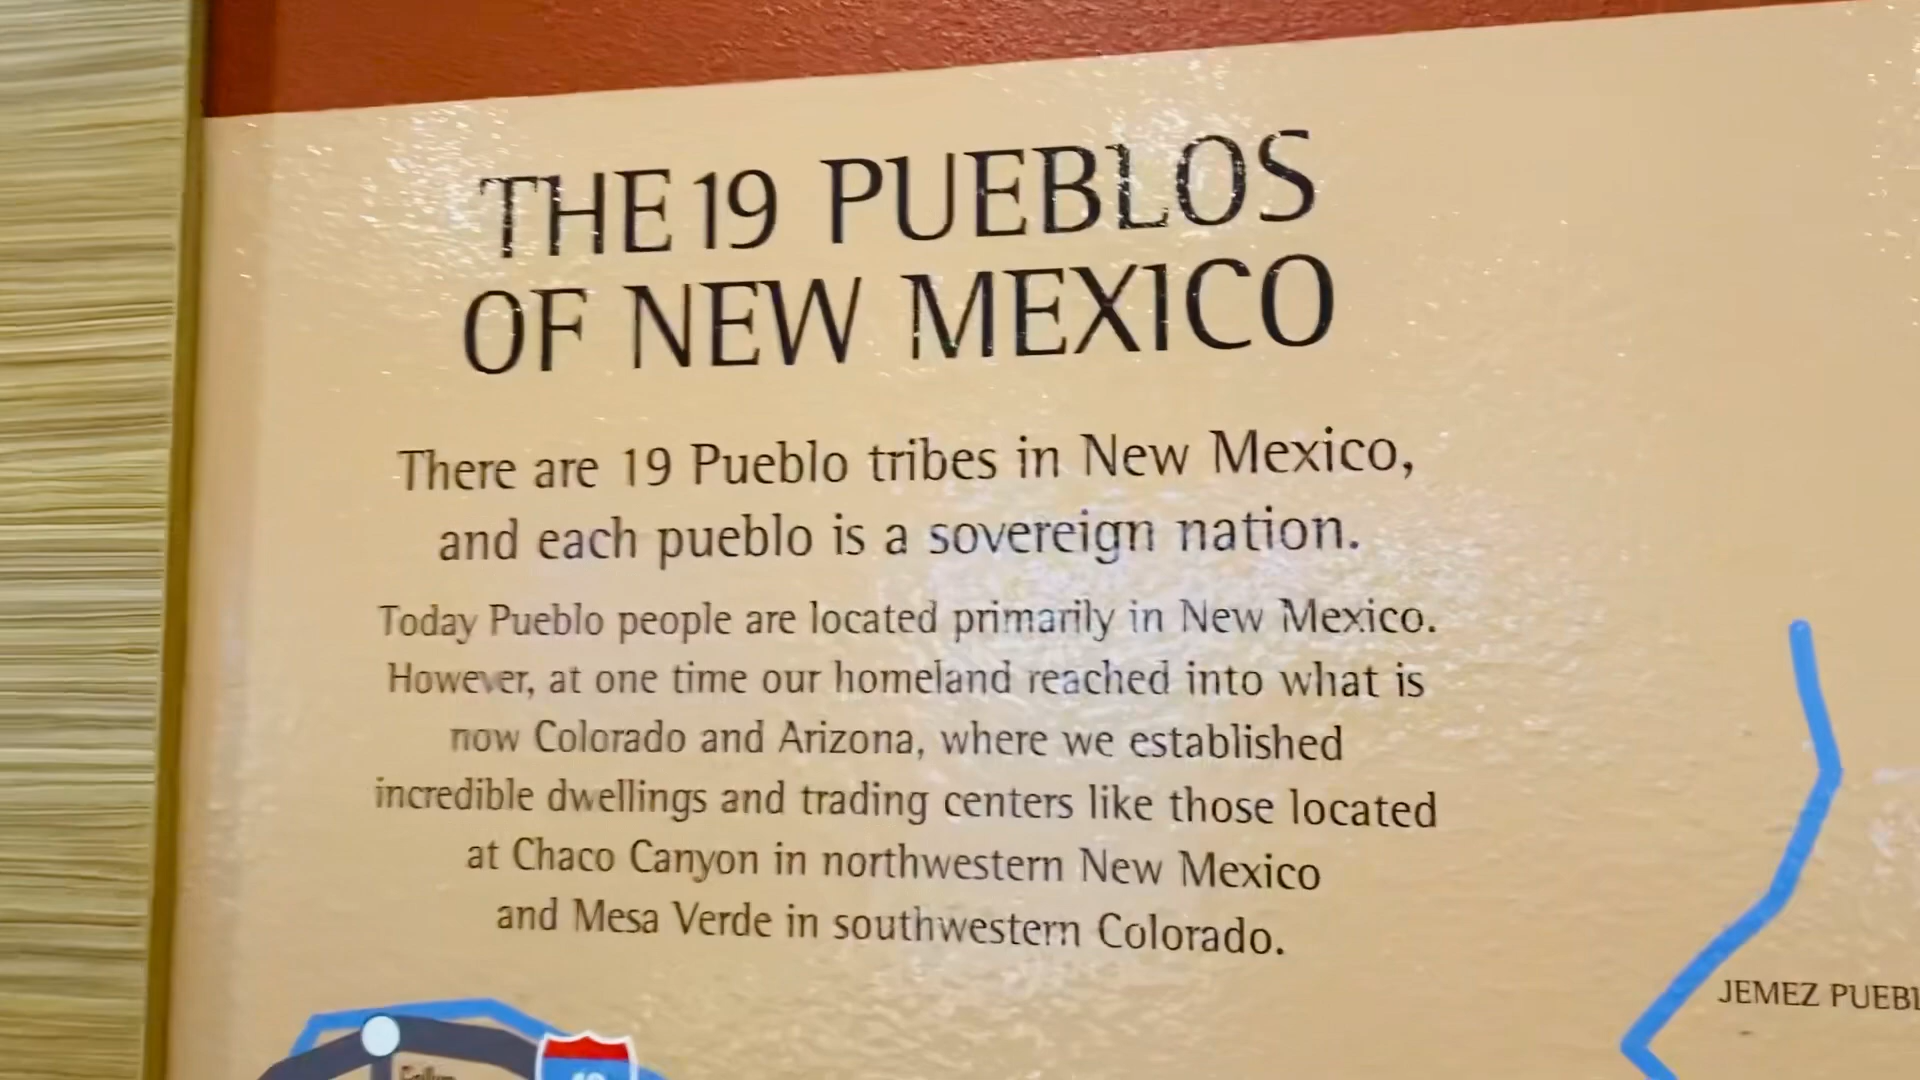 THE 19 PUEBLOS
OF NEW MEXICO
There are 19 Pueblo tribes in New Mexico,
and each pueblo is a sovereign nation.
Today Pueblo people are located primarily in New Mexico.
However, at one time our homeland reached into what is
now Colorado and Arizona, where we established
incredible dwellings and trading centers like those located
at Chaco Canyon in northwestern New Mexico
and Mesa Verde in southwestern Colorado.
JEMEZ PUEBL